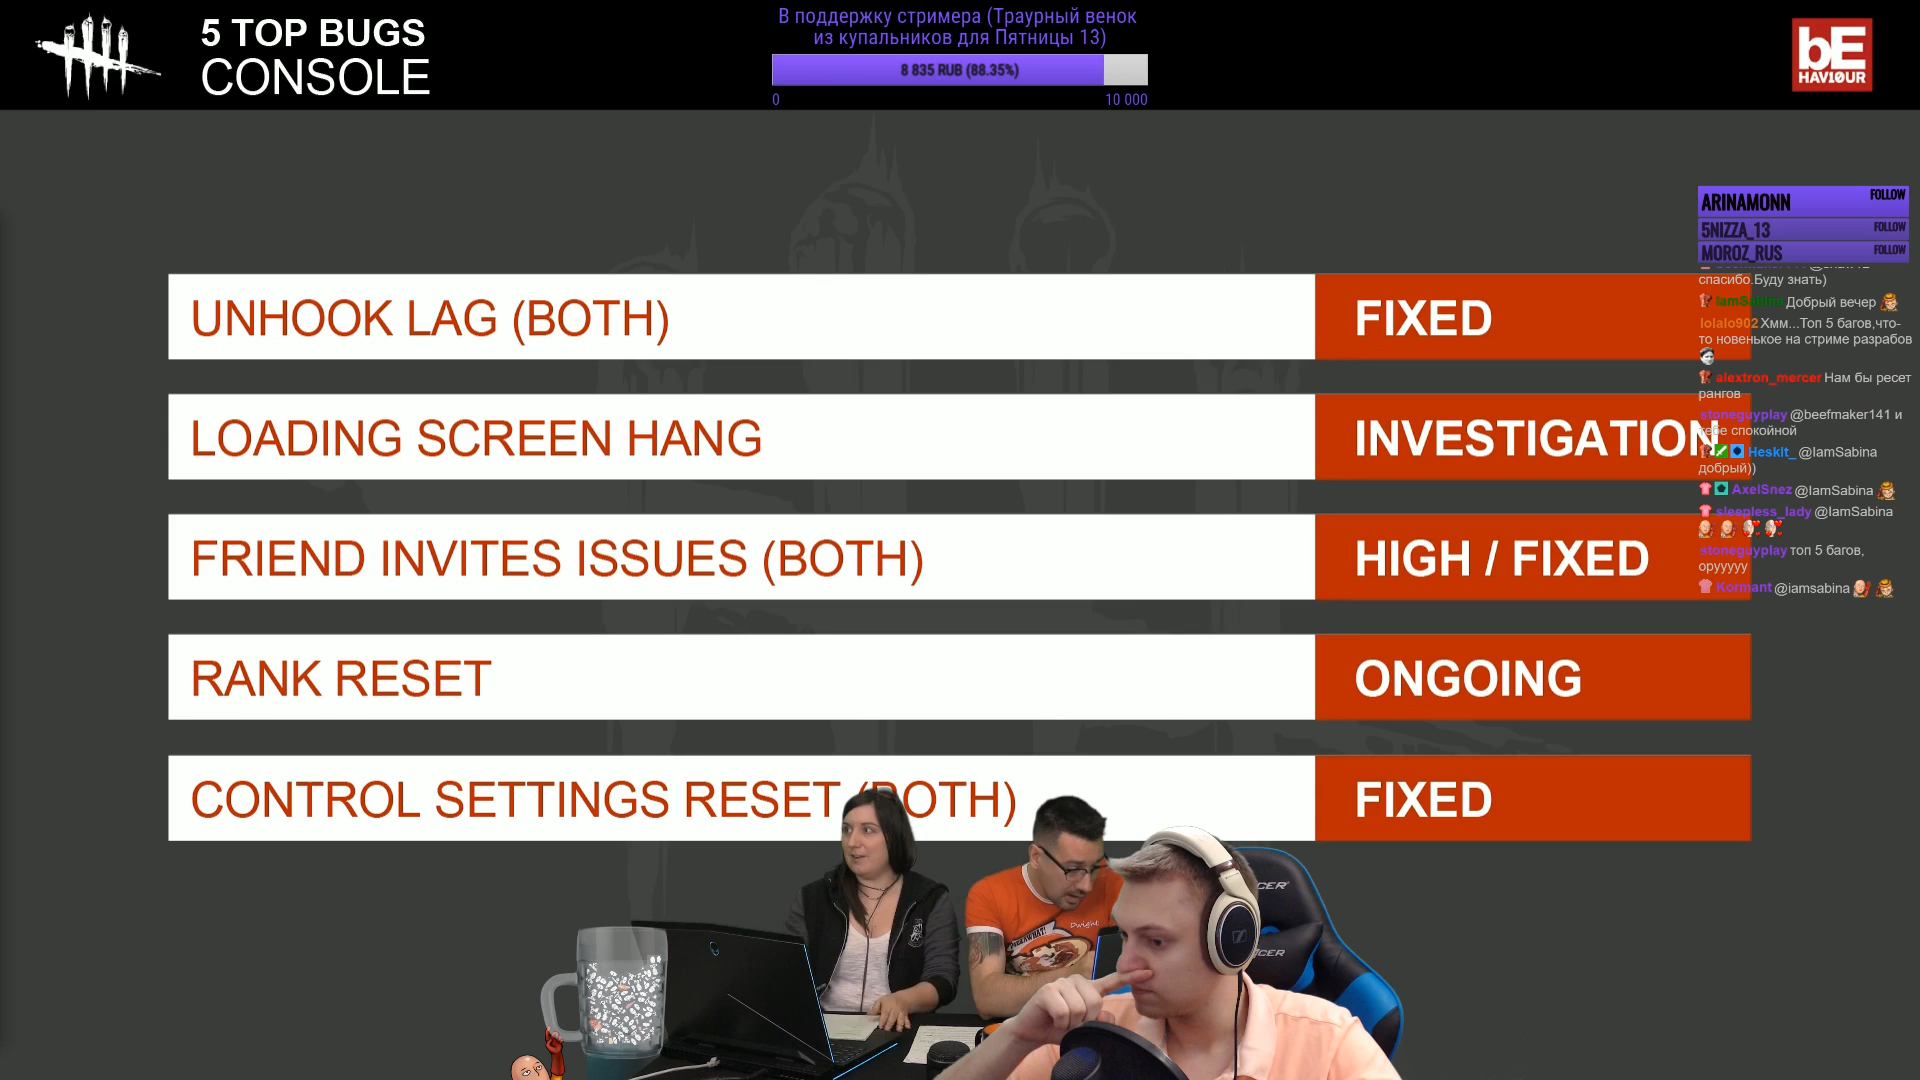 5 TOP BUGS
CONSOLE
В поддержку стримера (Траурный венок
из купальников для Пятницы 13)
8 835 RUB (88.35%)
0
10 000
bE
HAVIOUR
ARINAMONN FOLLOW
5NIZZA_13 FOLLOW
MOROZ_RUS FOLLOW
спасибо.Буду знать)
IamSabina Добрый вечер
lolalo902 Хмм...Топ 5 багов,что-
то новенькое на стриме разрабов
alextron_mercer Нам бы ресет
рангов
stoneguyplay @beefmaker141 и
тебе спокойной
Heskit_ @IamSabina
добрый))
AxelSnez @IamSabina
sleepless_lady @IamSabina
stoneguyplay топ 5 багов,
оруууууу
Kormant @iamsabina
UNHOOK LAG (BOTH) FIXED
LOADING SCREEN HANG INVESTIGATION
FRIEND INVITES ISSUES (BOTH) HIGH / FIXED
RANK RESET ONGOING
CONTROL SETTINGS RESET (BOTH) FIXED
Dwight